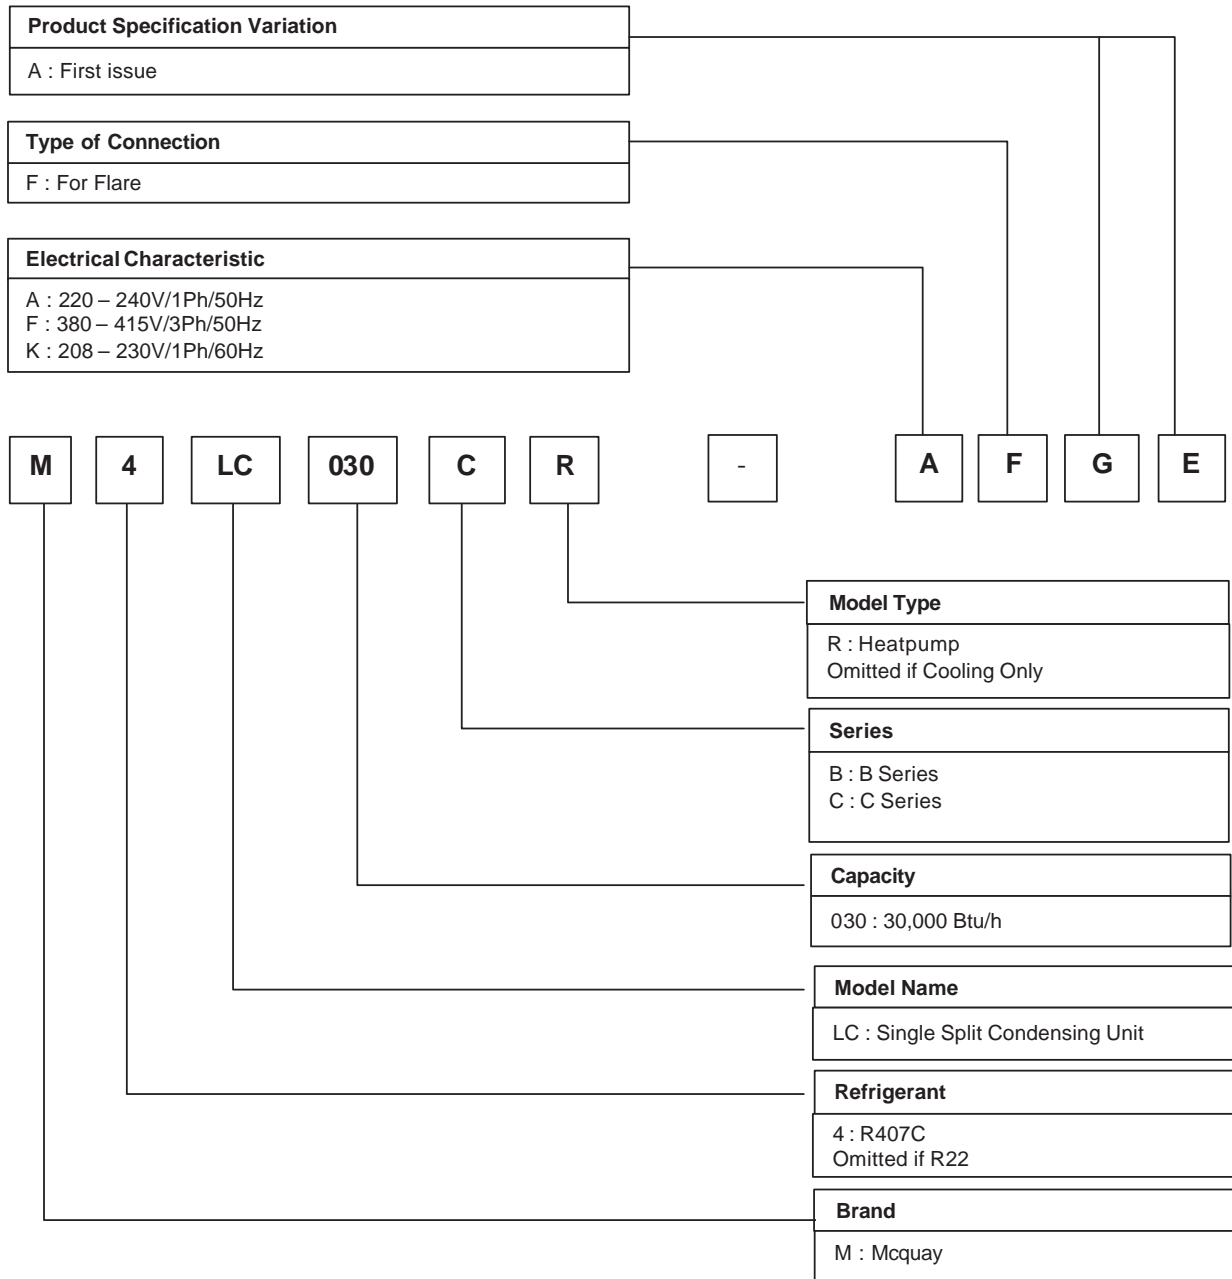 Product Specification Variation
A : First issue
Type of Connection
F : For Flare
Electrical Characteristic
A : 220 – 240V/1Ph/50Hz
F : 380 – 415V/3Ph/50Hz
K : 208 – 230V/1Ph/60Hz
M 4 LC 030 C R - A F G E
Model Type
R : Heatpump
Omitted if Cooling Only
Series
B : B Series
C : C Series
Capacity
030 : 30,000 Btu/h
Model Name
LC : Single Split Condensing Unit
Refrigerant
4 : R407C
Omitted if R22
Brand
M : Mcquay